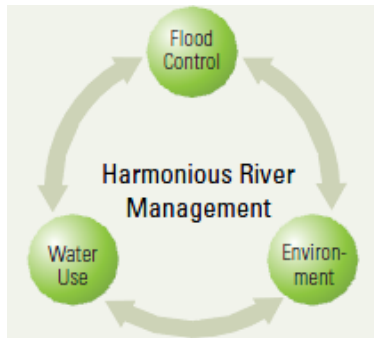 Flood
Control
Harmonious River
Management
Water
Use
Environ-
ment